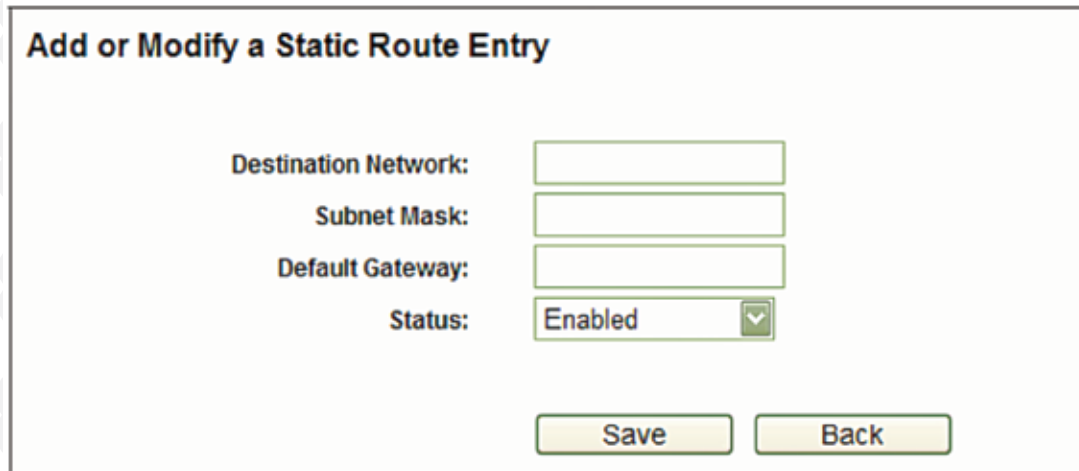 Add or Modify a Static Route Entry
Destination Network:
Subnet Mask:
Default Gateway:
Status: Enabled
Save Back